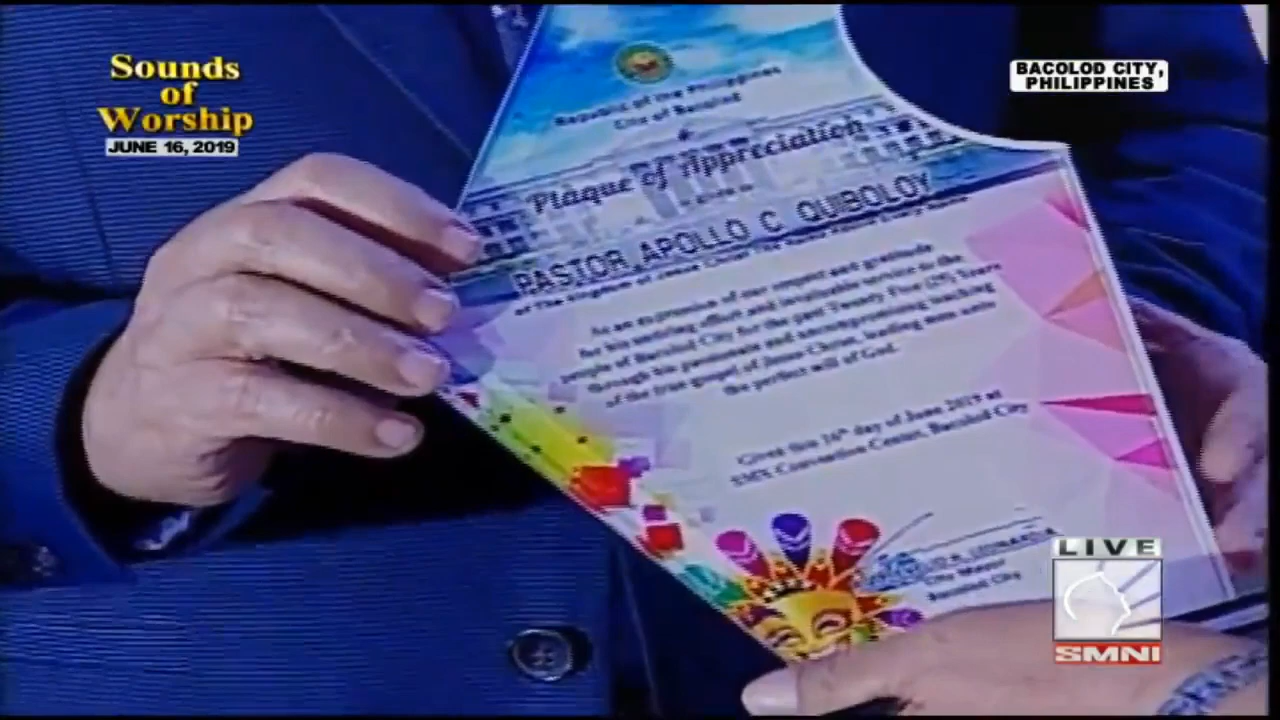 Sounds
of
Worship
JUNE 16, 2019
BACOLOD CITY,
PHILIPPINES
Republic of the Philippines
City of Bacolod
Plaque of Appreciation
PASTOR APOLLO C QUIBOLOY
of The Kingdom of Jesus Christ The Name Above Every Name
As an expression of our respect and gratitude
for his untiring effort and invaluable service to the
people of Bacolod City for the past Twenty Five (25) Years
through his passionate and uncompromising teaching
of the true gospel of Jesus Christ, leading men unto
the perfect will of God.
Given this 16th day of June 2019 at
SMX Convention Center, Bacolod City
City Mayor
Bacolod City
LIVE
SMNI